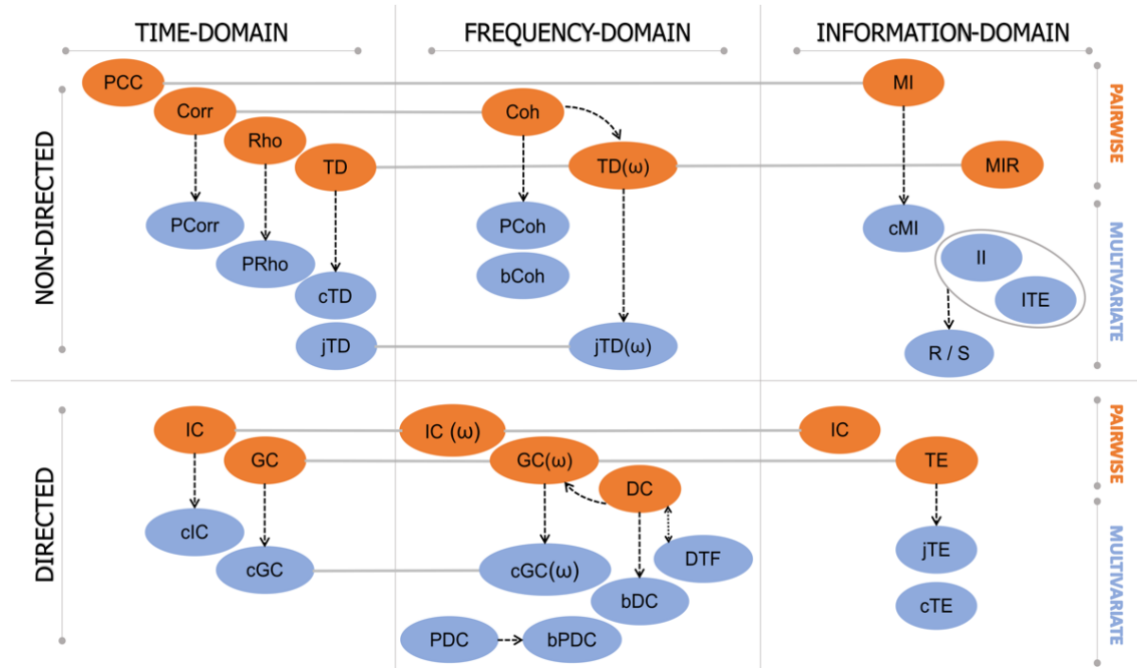 TIME-DOMAIN
FREQUENCY-DOMAIN
INFORMATION-DOMAIN
NON-DIRECTED
PCC
Corr
Rho
TD
PCorr
PRho
cTD
jTD
Coh
TD(ω)
PCoh
bCoh
jTD(ω)
MI
MIR
cMI
II
ITE
R / S
PAIRWISE
MULTIVARIATE
DIRECTED
IC
GC
cIC
cGC
IC (ω)
GC(ω)
DC
DTF
cGC(ω)
bDC
PDC
bPDC
IC
TE
jTE
cTE
PAIRWISE
MULTIVARIATE